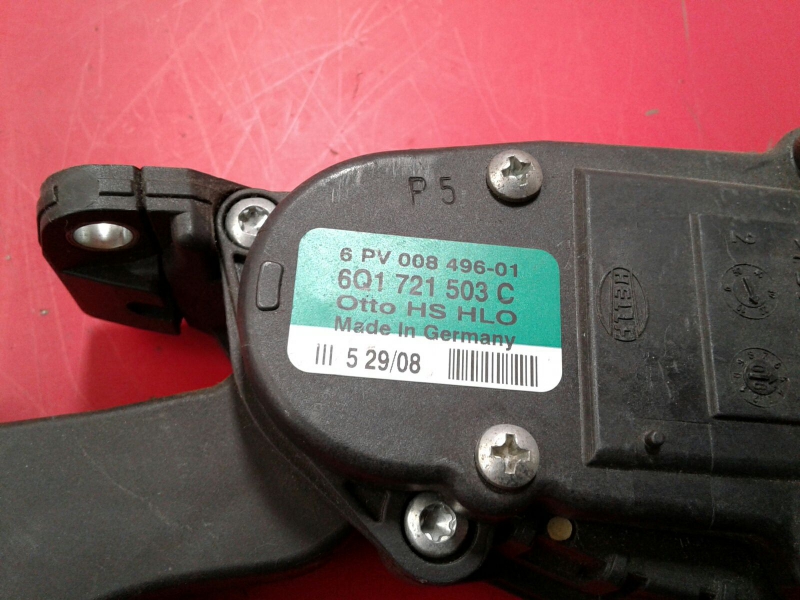 P5
6 PV 008 496-01
6Q1 721 503 C
Otto HS HLO
Made In Germany
III 5 29/08
HELLA
2